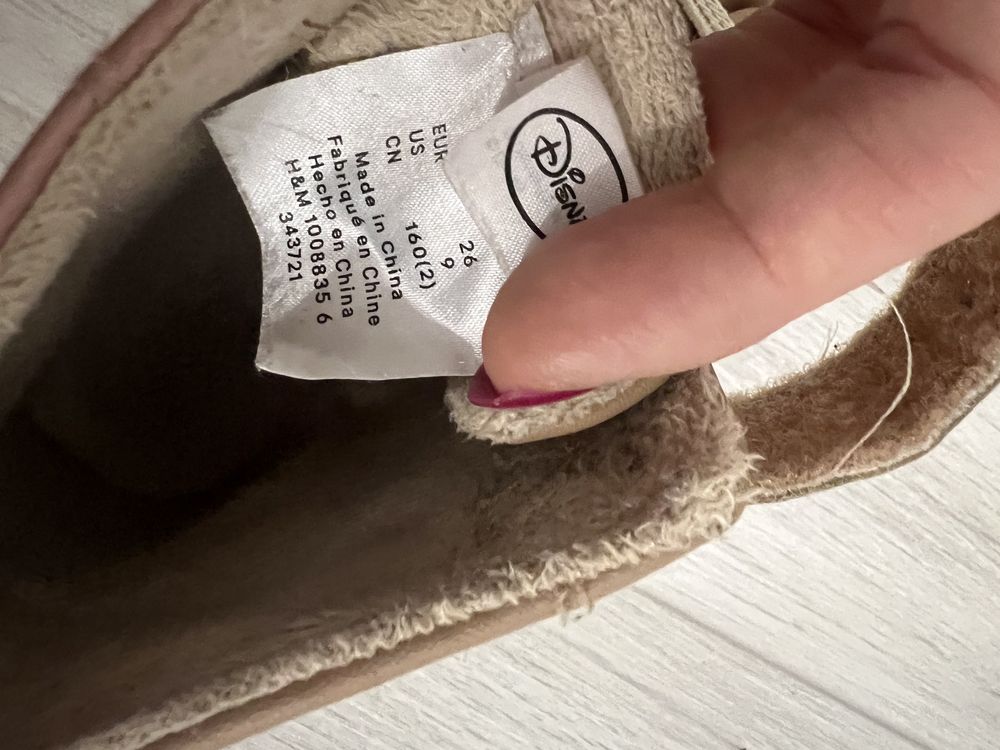 EUR 26
US 9
CN 160(2)
Made in China
Fabriqué en Chine
Hecho en China
H&M 1008835 6
343721